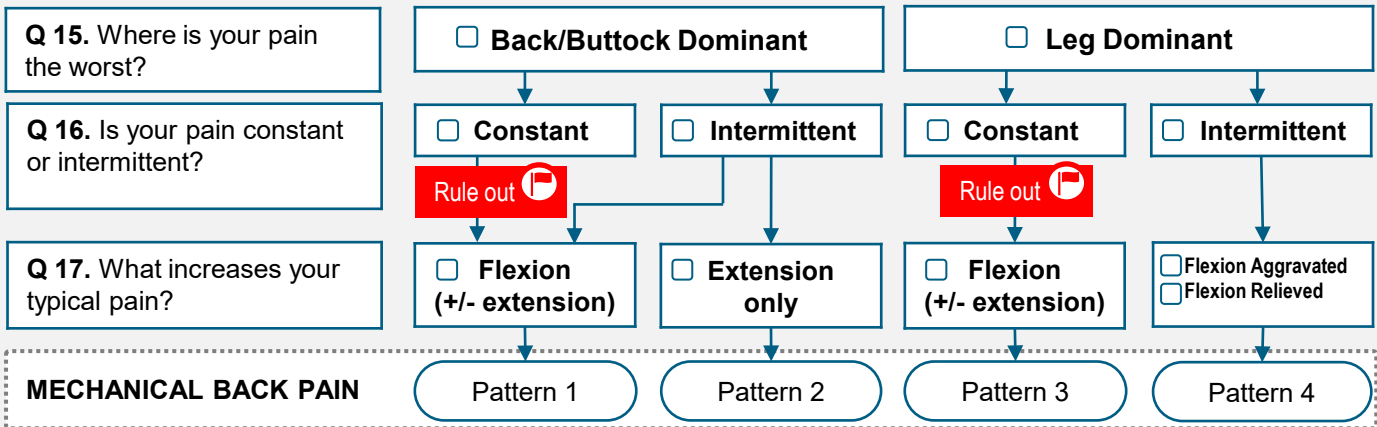 Q 15. Where is your pain
the worst?
Back/Buttock Dominant
Leg Dominant
Q 16. Is your pain constant
or intermittent?
Constant
Intermittent
Constant
Intermittent
Rule out
Rule out
Q 17. What increases your
typical pain?
Flexion
(+/- extension)
Extension
only
Flexion
(+/- extension)
Flexion Aggravated
Flexion Relieved
MECHANICAL BACK PAIN
Pattern 1
Pattern 2
Pattern 3
Pattern 4